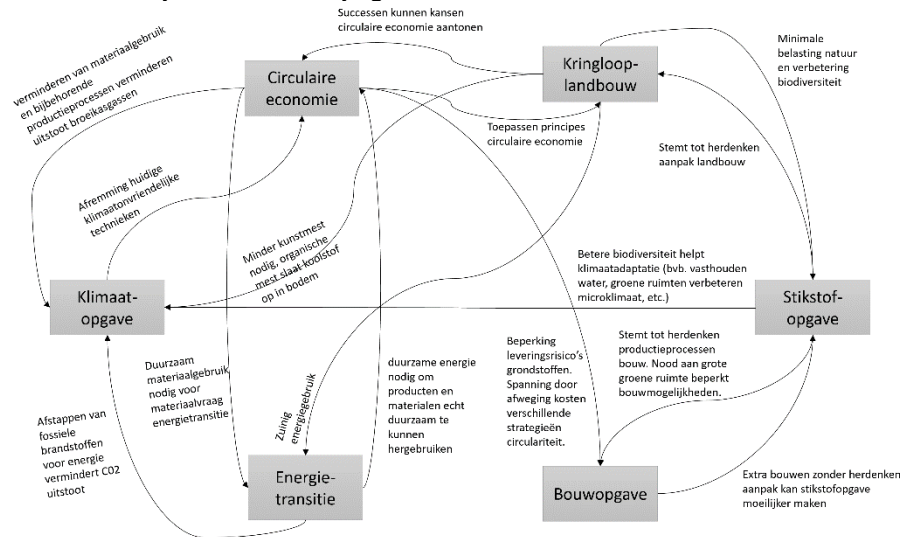 Successen kunnen kansen
circulaire economie aantonen
verminderen van materiaalgebruik
en bijbehorende
productieprocessen verminderen
uitstoot broeikasgassen
Circulaire
economie
Kringloop-
landbouw
Minimale
belasting natuur
en verbetering
biodiversiteit
Toepassen principes
circulaire economie
Stemt tot herdenken
aanpak landbouw
Afremming huidige
klimaatonvriendelijke
technieken
Minder kunstmest
nodig, organische
mest slaat koolstof
op in bodem
Betere biodiversiteit helpt
klimaatadaptatie (bvb. vasthouden
water, groene ruimten verbeteren
microklimaat, etc.)
Klimaat-
opgave
Stikstof-
opgave
Duurzaam
materiaalgebruik
nodig voor
materiaalvraag
energietransitie
Zuinig
energiegebruik
duurzame energie
nodig om
producten en
materialen echt
duurzaam te
kunnen
hergebruiken
Beperking
leveringsrisico's
grondstoffen.
Spanning door
afweging kosten
verschillende
strategieën
circulariteit.
Stemt tot herdenken
productieprocessen
bouw. Nood aan grote
groene ruimte beperkt
bouwmogelijkheden.
Afstappen van
fossiele
brandstoffen
voor energie
vermindert C02
uitstoot
Energie-
transitie
Bouwopgave
Extra bouwen zonder herdenken
aanpak kan stikstofopgave
moeilijker maken